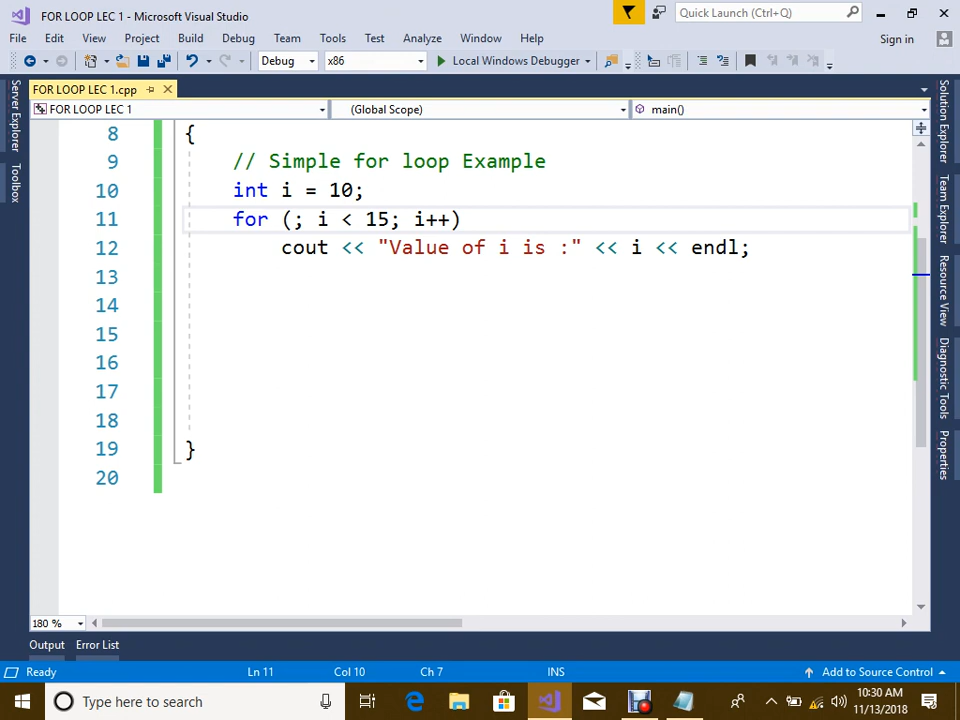 FOR LOOP LEC 1 - Microsoft Visual Studio
Quick Launch (Ctrl+Q)
File Edit View Project Build Debug Team Tools Test Analyze Window Help
Sign in
Debug x86 Local Windows Debugger
FOR LOOP LEC 1.cpp
FOR LOOP LEC 1 (Global Scope) main()
Server Explorer
Toolbox
8 {
9 // Simple for loop Example
10 int i = 10;
11 for (; i < 15; i++)
12 cout << "Value of i is :" << i << endl;
13
14
15
16
17
18
19 }
20
Solution Explorer
Team Explorer
Resource View
Diagnostic Tools
Properties
180 %
Output Error List
Ready Ln 11 Col 10 Ch 7 INS Add to Source Control
Type here to search
10:30 AM
11/13/2018